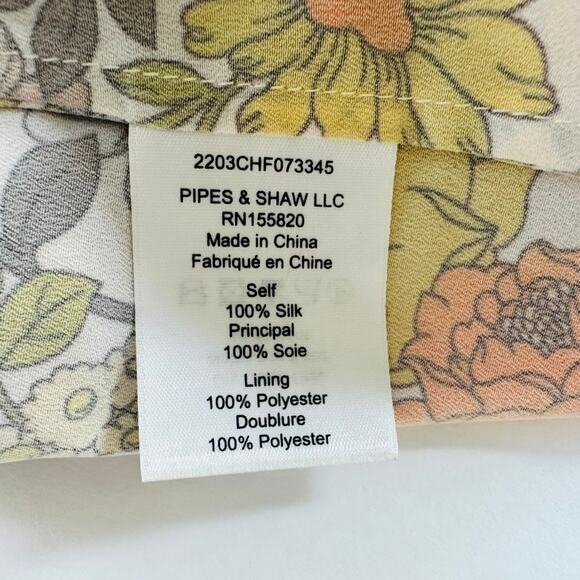 2203CHF073345
PIPES & SHAW LLC
RN155820
Made in China
Fabriqué en Chine
Self
100% Silk
Principal
100% Soie
Lining
100% Polyester
Doublure
100% Polyester